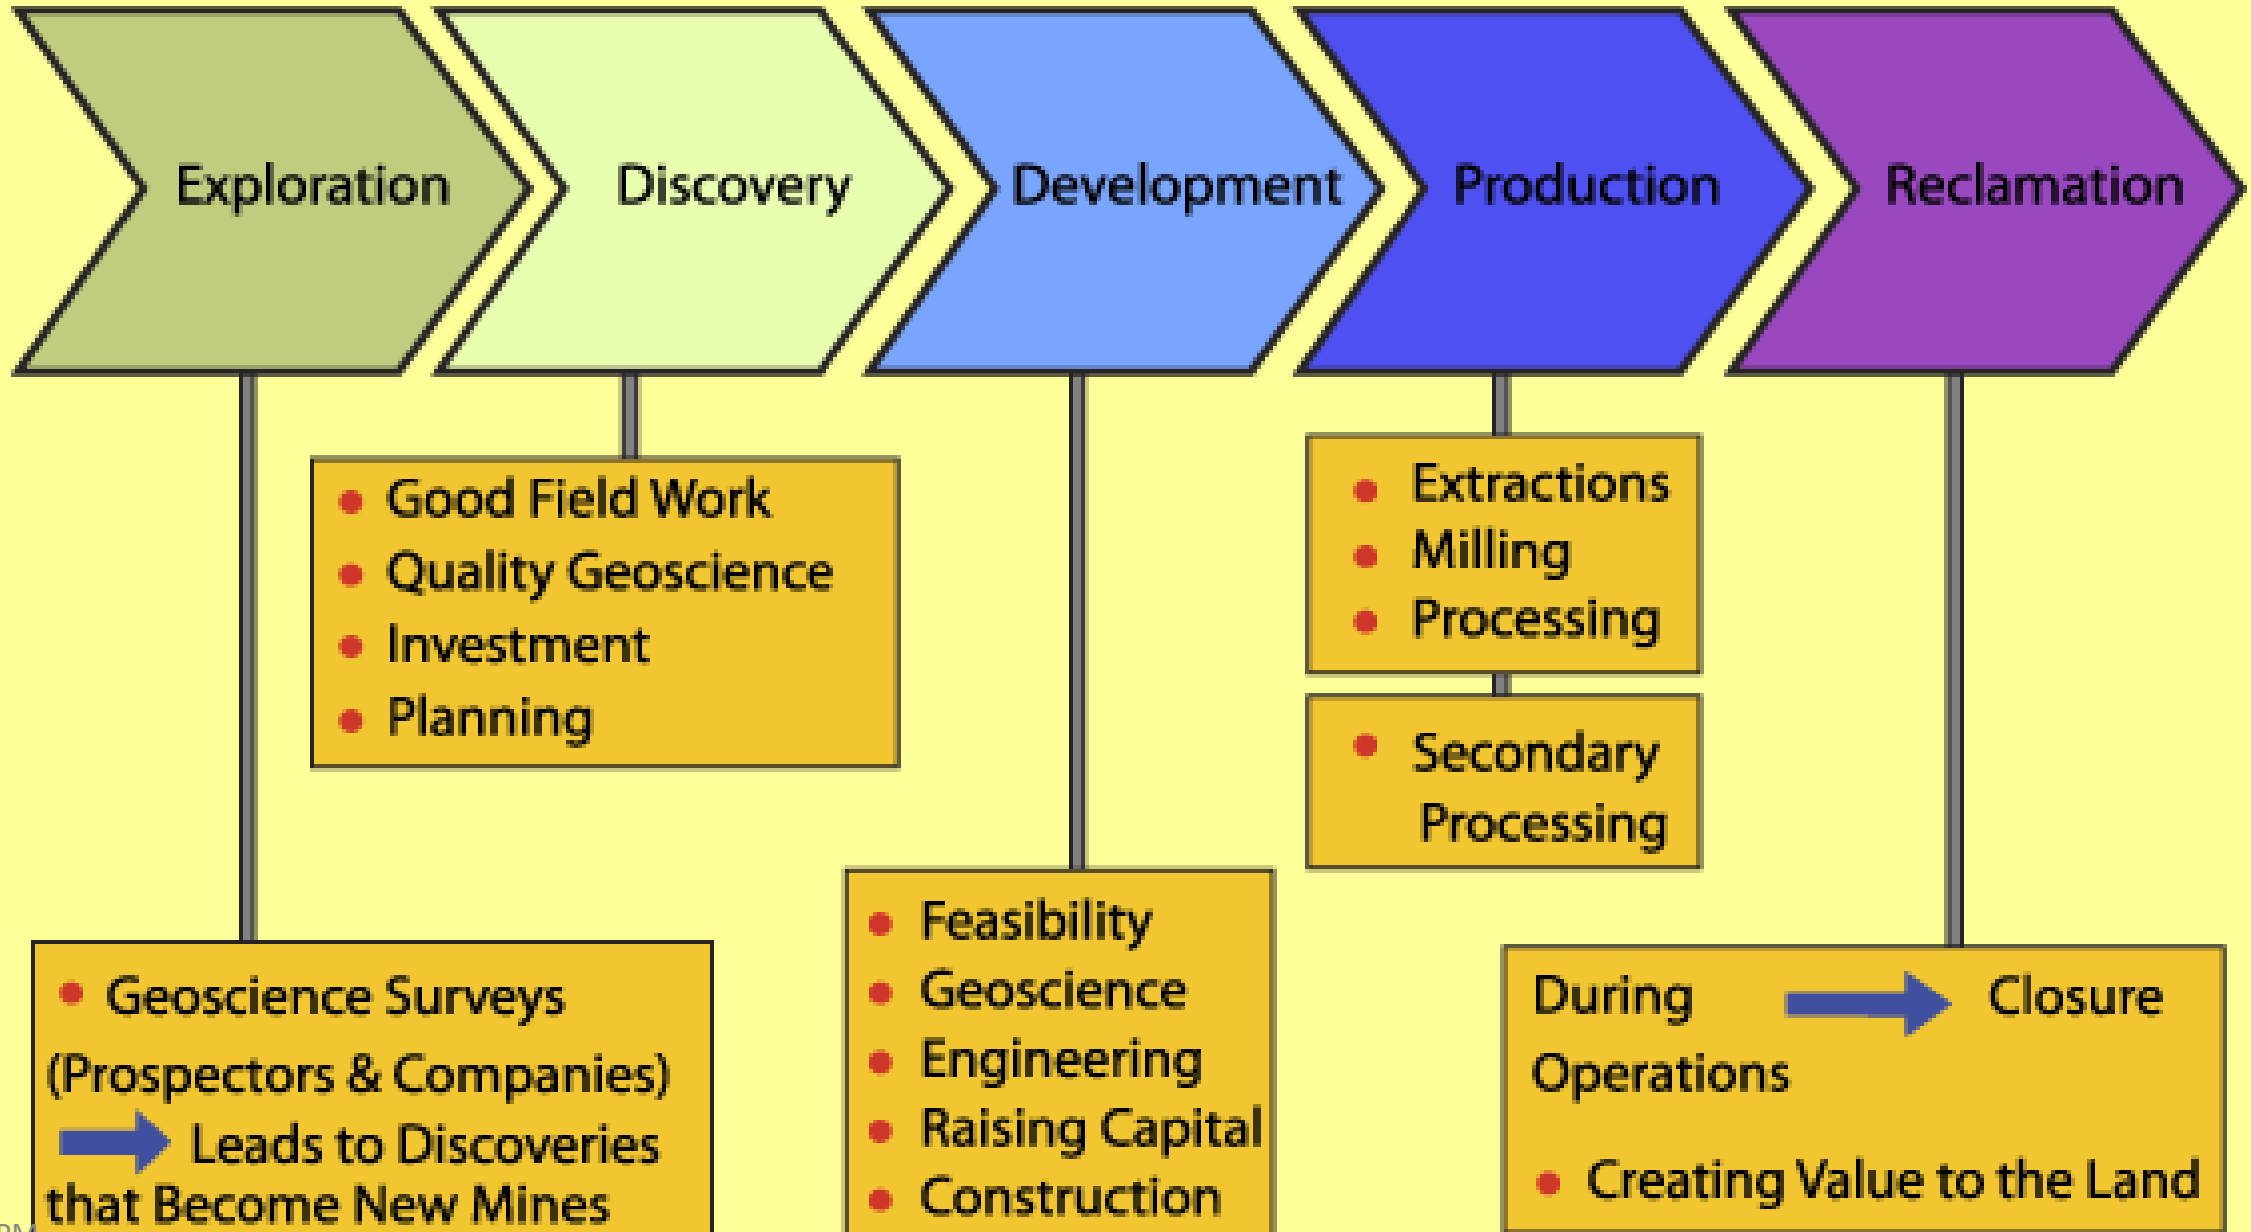 Exploration
Discovery
Development
Production
Reclamation
Good Field Work
Quality Geoscience
Investment
Planning
Extractions
Milling
Processing
Secondary
Processing
Geoscience Surveys
(Prospectors & Companies)
Leads to Discoveries
that Become New Mines
Feasibility
Geoscience
Engineering
Raising Capital
Construction
During Closure
Operations
Creating Value to the Land
PM